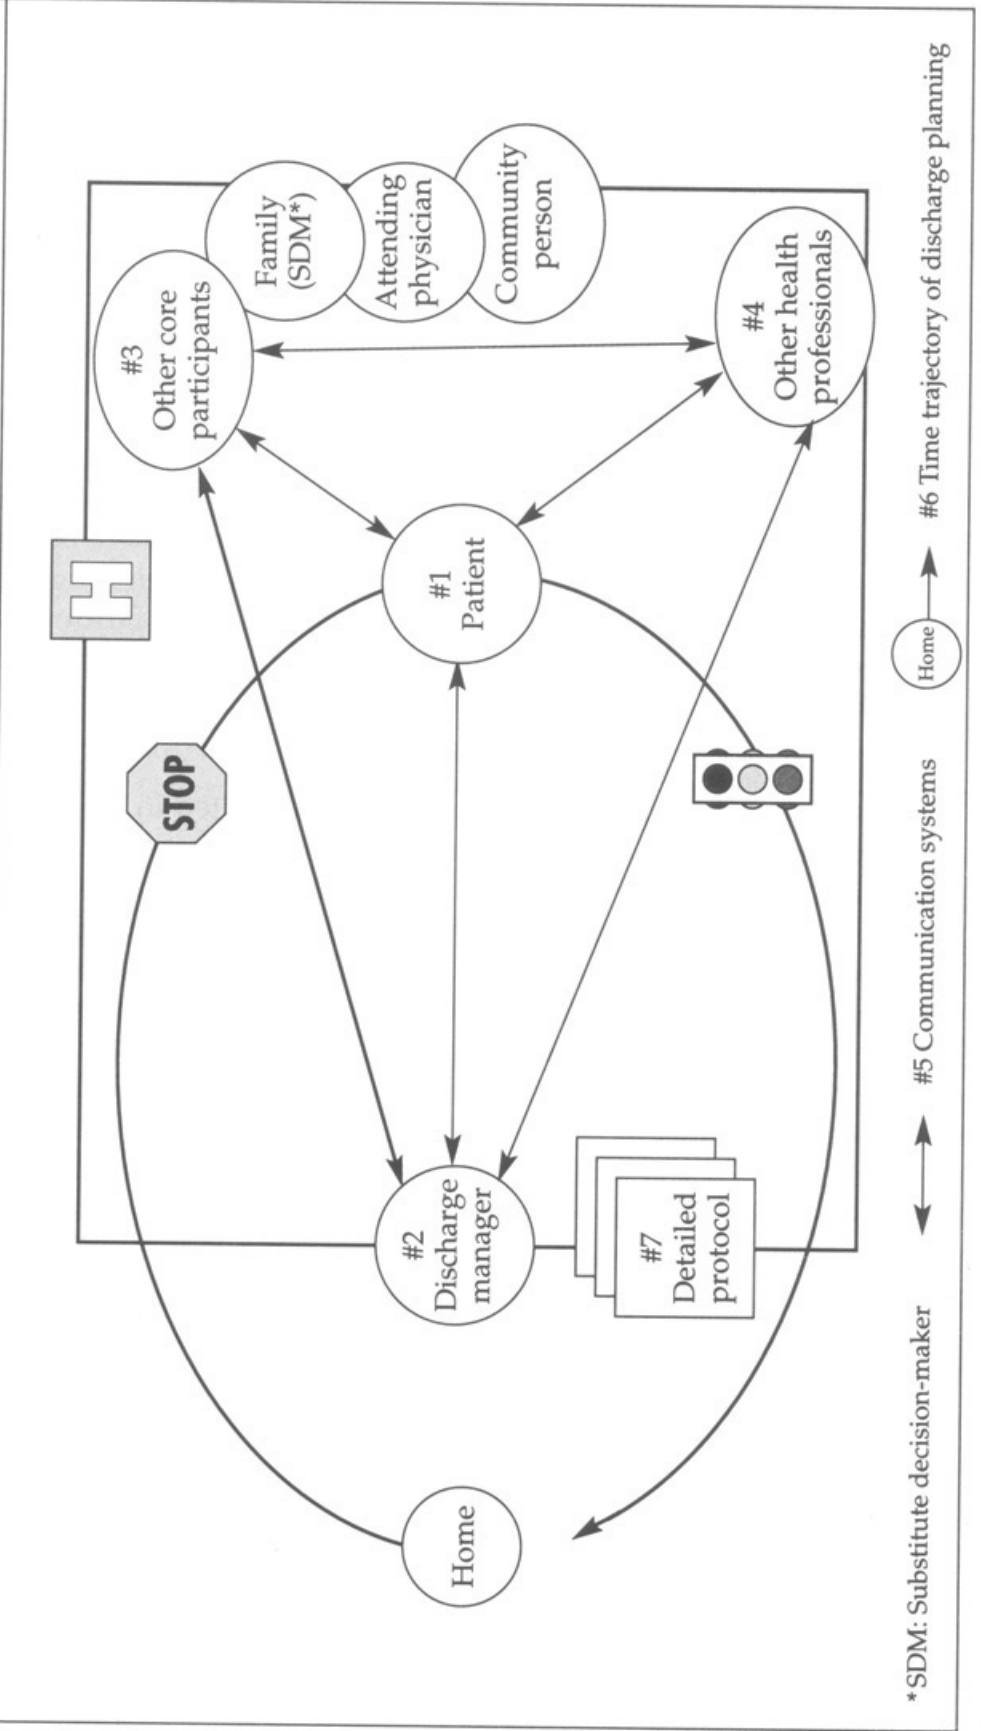 H
STOP
#3
Other core
participants
Family
(SDM*)
Attending
physician
Community
person
#1
Patient
#2
Discharge
manager
Home
#4
Other health
professionals
#7
Detailed
protocol
*SDM: Substitute decision-maker
#5 Communication systems
Home
#6 Time trajectory of discharge planning